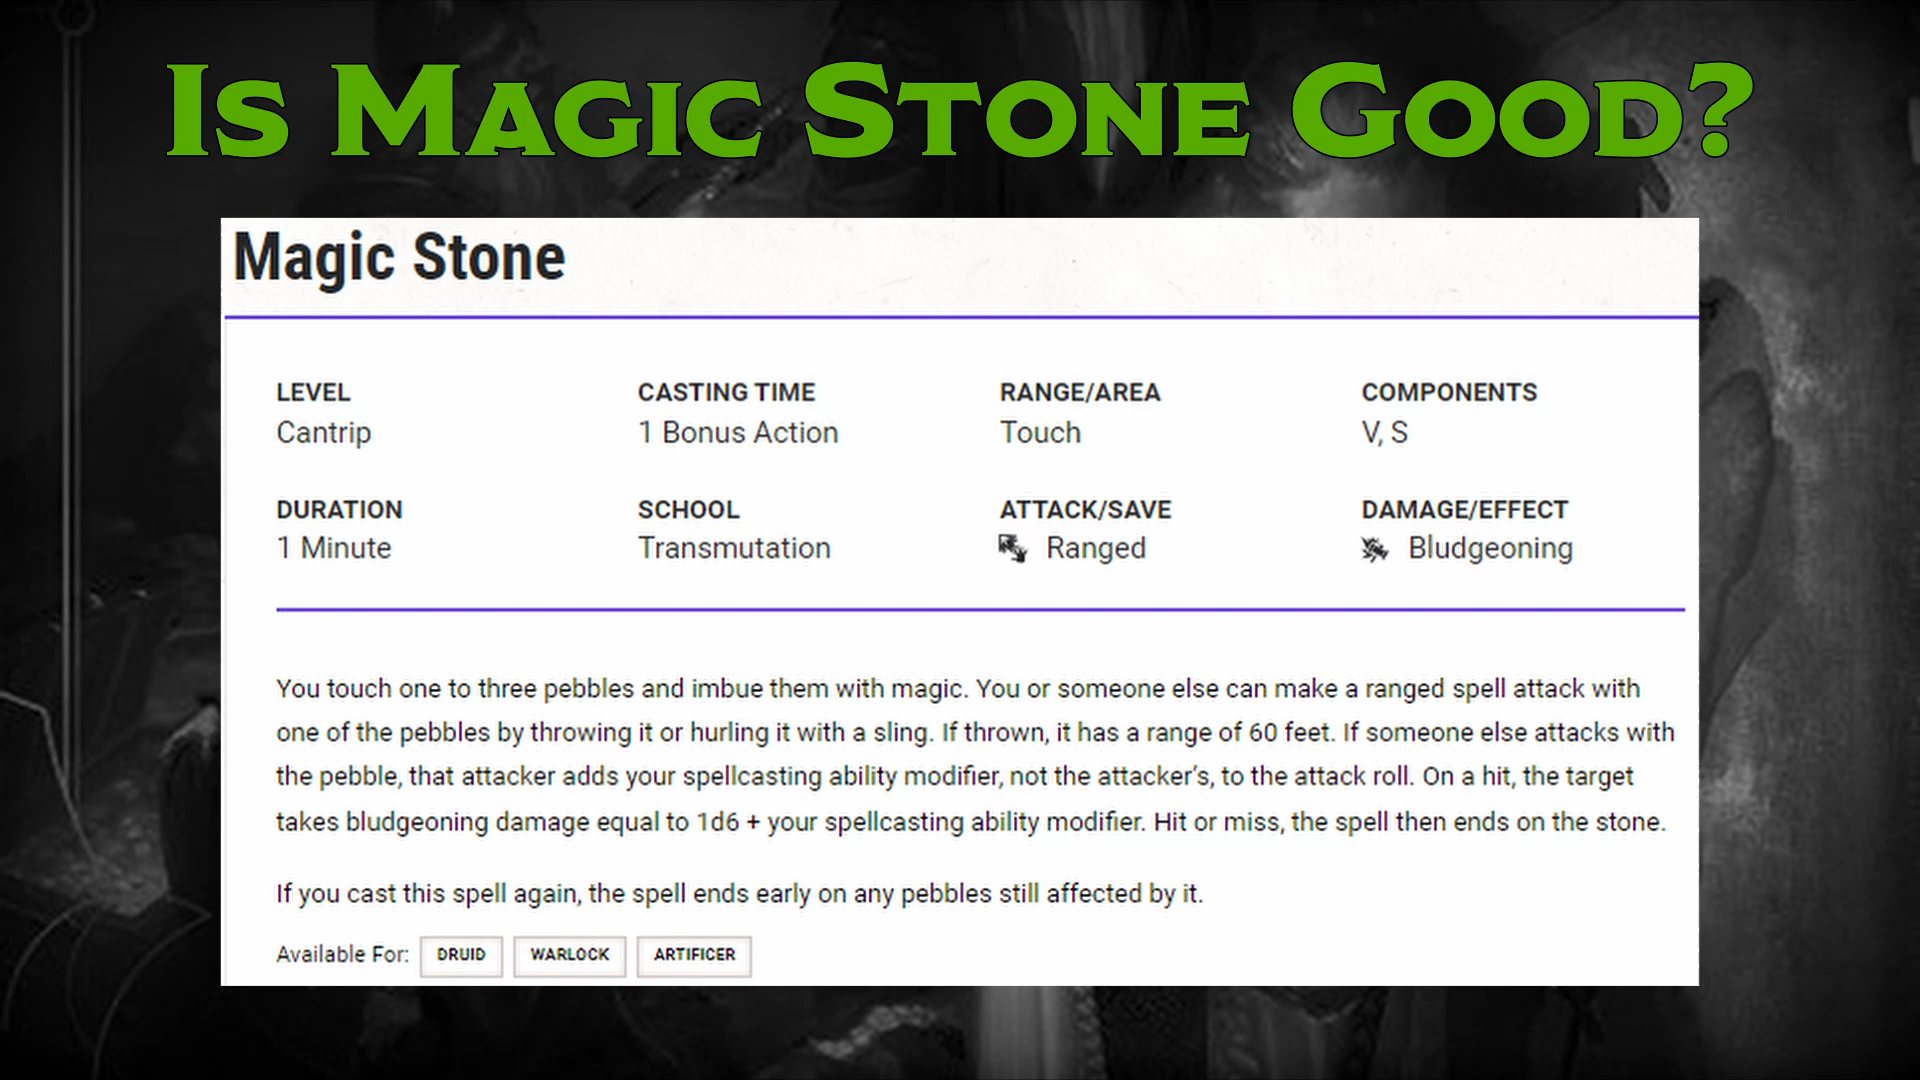 Is Magic Stone Good?
Magic Stone
LEVEL CASTING TIME RANGE/AREA COMPONENTS
Cantrip 1 Bonus Action Touch V, S
DURATION SCHOOL ATTACK/SAVE DAMAGE/EFFECT
1 Minute Transmutation Ranged Bludgeoning
You touch one to three pebbles and imbue them with magic. You or someone else can make a ranged spell attack with
one of the pebbles by throwing it or hurling it with a sling. If thrown, it has a range of 60 feet. If someone else attacks with
the pebble, that attacker adds your spellcasting ability modifier, not the attacker's, to the attack roll. On a hit, the target
takes bludgeoning damage equal to 1d6 + your spellcasting ability modifier. Hit or miss, the spell then ends on the stone.
If you cast this spell again, the spell ends early on any pebbles still affected by it.
Available For: DRUID WARLOCK ARTIFICER